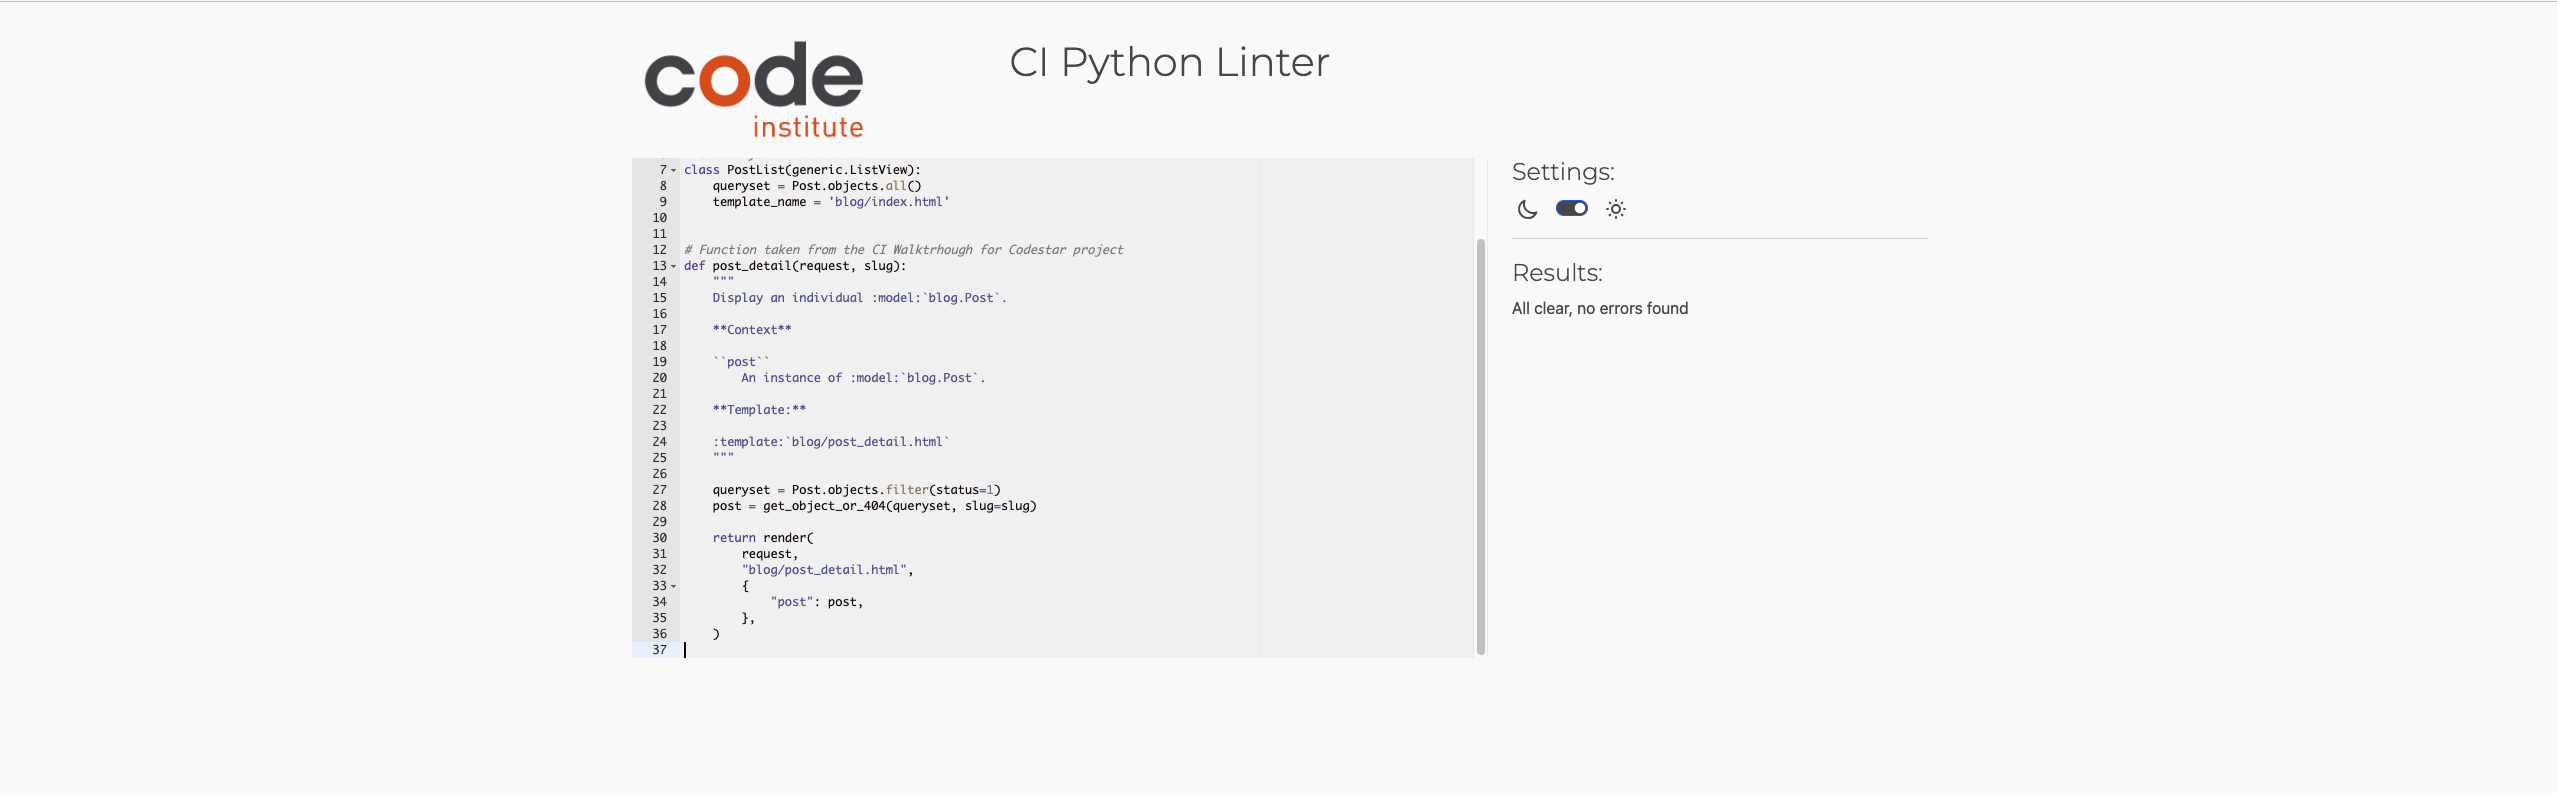 code
institute
CI Python Linter
7 class PostList(generic.ListView):
8     queryset = Post.objects.all()
9     template_name = 'blog/index.html'
10
11
12 # Function taken from the CI Walktrhough for Codestar project
13 def post_detail(request, slug):
14     """
15     Display an individual :model:`blog.Post`.
16
17     **Context**
18
19     ``post``
20         An instance of :model:`blog.Post`.
21
22     **Template:**
23
24     :template:`blog/post_detail.html`
25     """
26
27     queryset = Post.objects.filter(status=1)
28     post = get_object_or_404(queryset, slug=slug)
29
30     return render(
31         request,
32         "blog/post_detail.html",
33         {
34             "post": post,
35         },
36     )
37
Settings:
Results:
All clear, no errors found